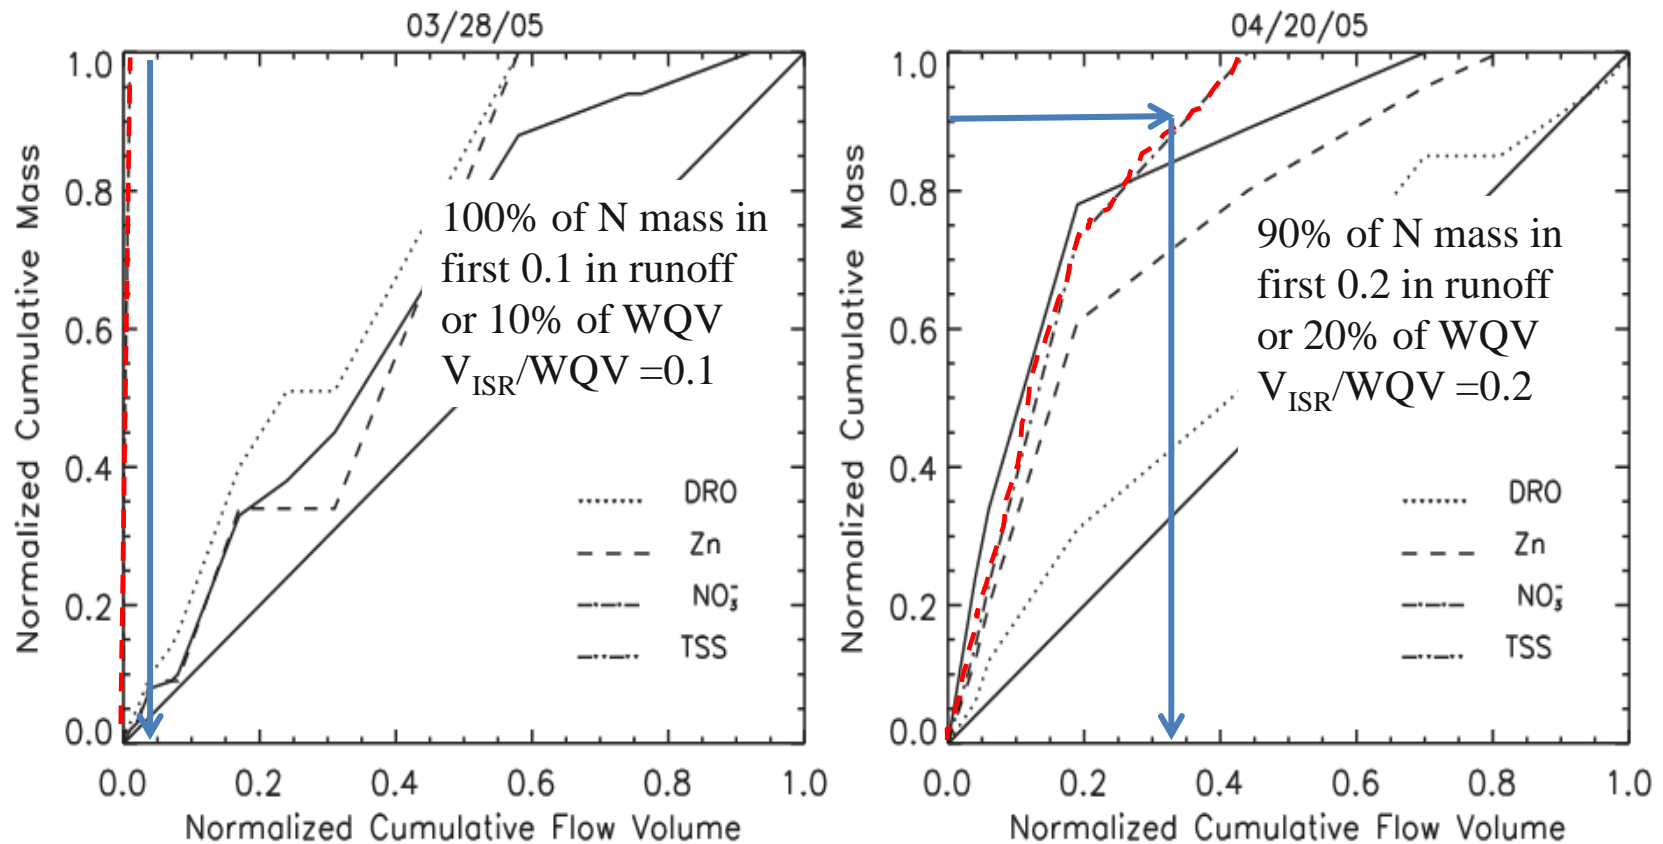 03/28/05
1.0
0.8
0.6
0.4
0.2
0.0
Normalized Cumulative Mass
100% of N mass in
first 0.1 in runoff
or 10% of WQV
V_ISR/WQV =0.1
DRO
Zn
NO₃⁻
TSS
0.0 0.2 0.4 0.6 0.8 1.0
Normalized Cumulative Flow Volume
04/20/05
1.0
0.8
0.6
0.4
0.2
0.0
Normalized Cumulative Mass
90% of N mass in
first 0.2 in runoff
or 20% of WQV
V_ISR/WQV =0.2
DRO
Zn
NO₃⁻
TSS
0.0 0.2 0.4 0.6 0.8 1.0
Normalized Cumulative Flow Volume